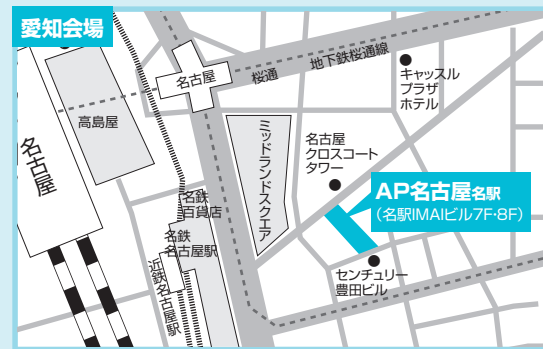 愛知会場
名古屋
桜通
地下鉄桜通線
キャッスル
プラザ
ホテル
高島屋
名古屋
ミッドランドスクエア
名古屋
クロスコート
タワー
AP名古屋名駅
(名駅IMAIビル7F·8F)
名鉄
百貨店
名鉄
名古屋駅
近鉄名古屋駅
センチュリー
豊田ビル